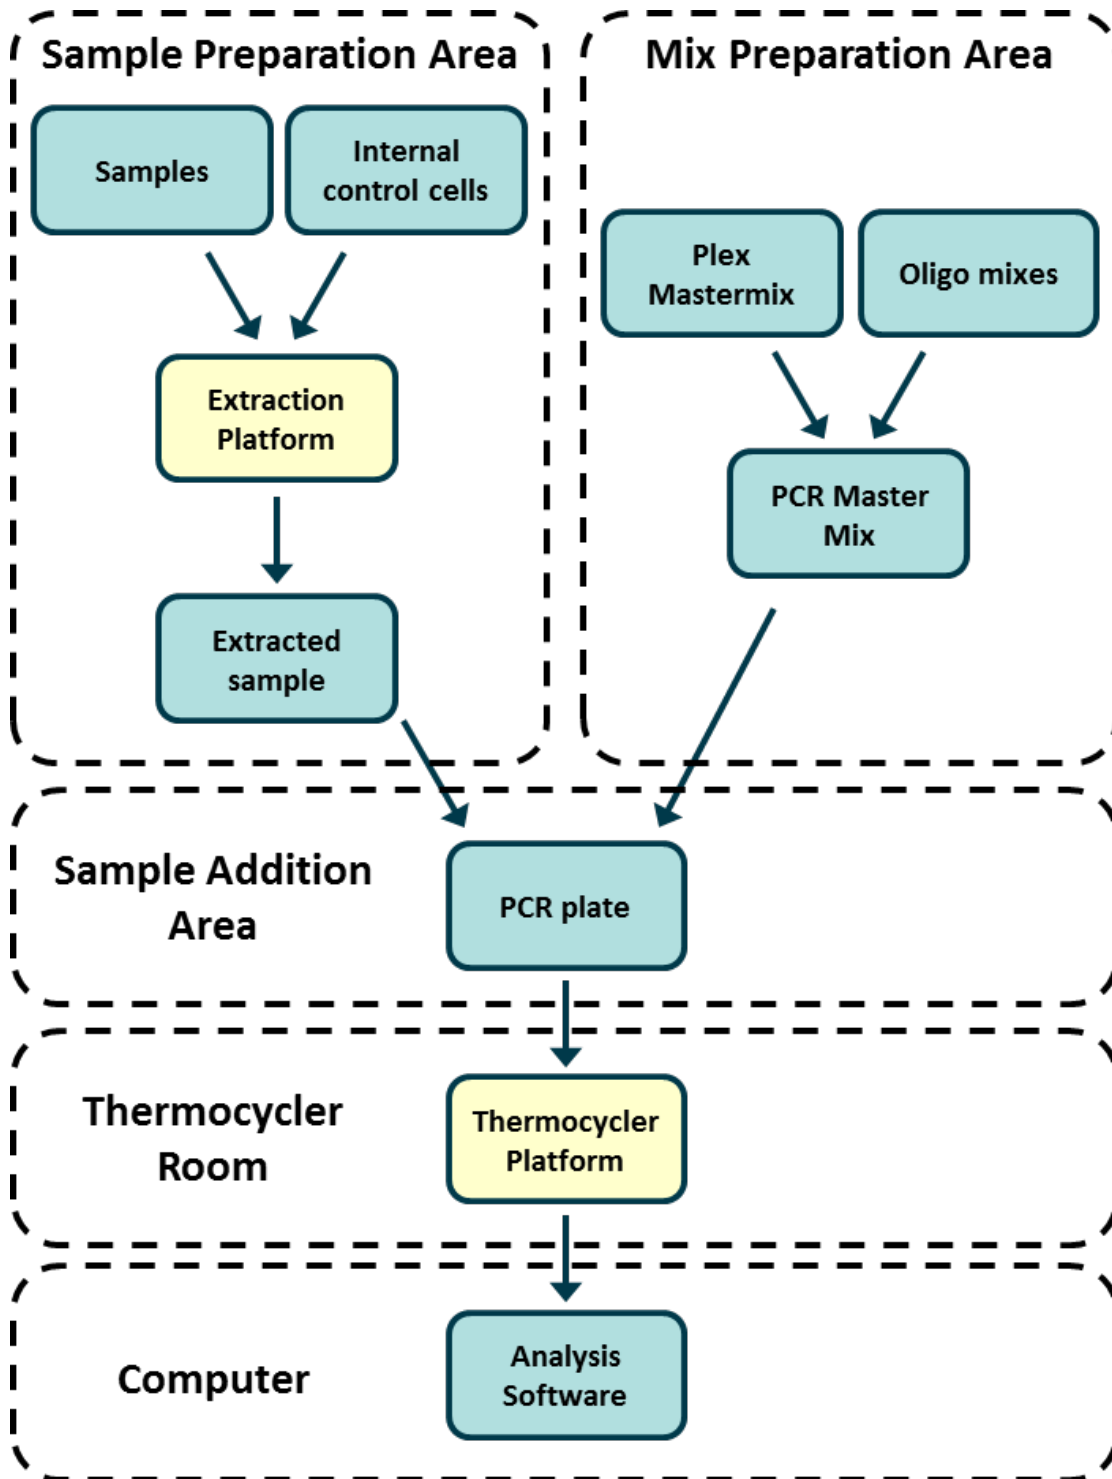 Sample Preparation Area
Mix Preparation Area
Samples
Internal
control cells
Plex
Mastermix
Oligo mixes
Extraction
Platform
PCR Master
Mix
Extracted
sample
Sample Addition
Area
PCR plate
Thermocycler
Room
Thermocycler
Platform
Computer
Analysis
Software